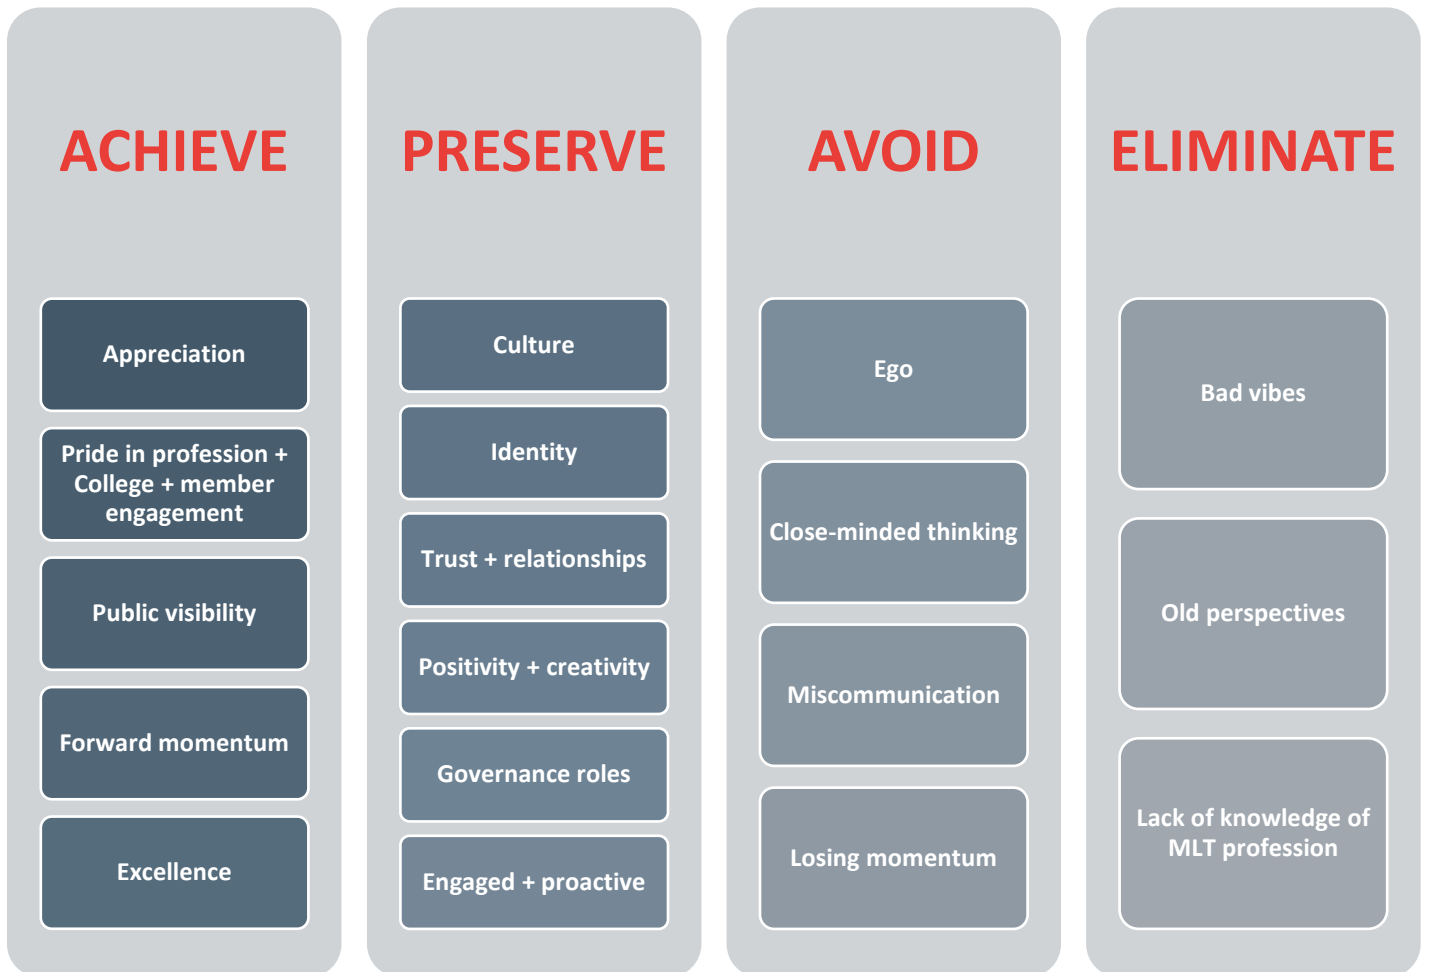 ACHIEVE
Appreciation
Pride in profession +
College + member
engagement
Public visibility
Forward momentum
Excellence
PRESERVE
Culture
Identity
Trust + relationships
Positivity + creativity
Governance roles
Engaged + proactive
AVOID
Ego
Close-minded thinking
Miscommunication
Losing momentum
ELIMINATE
Bad vibes
Old perspectives
Lack of knowledge of
MLT profession